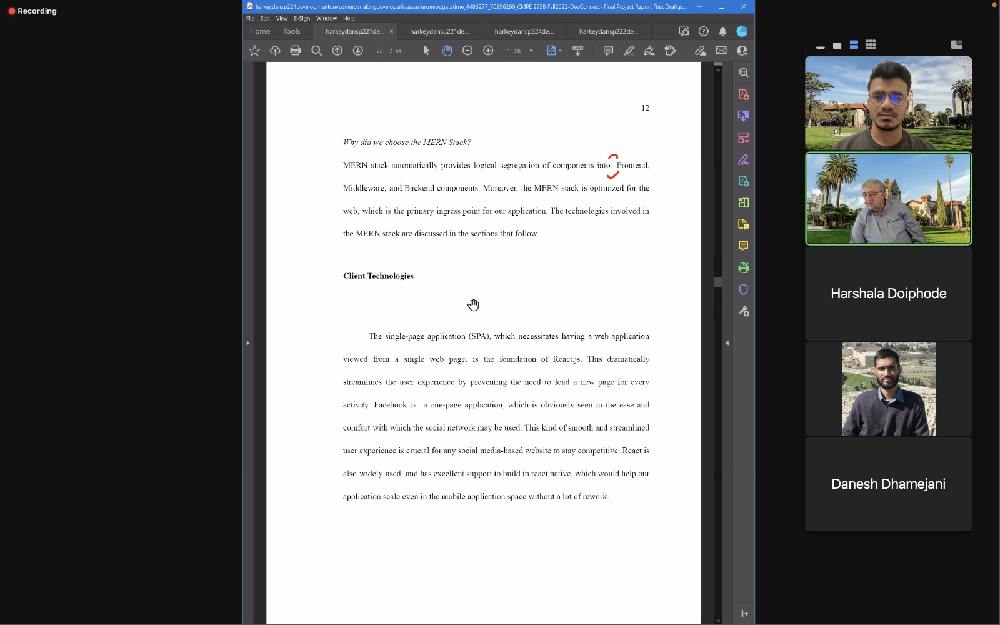 Recording
harkeydansp221developmentdevconnectmakingdeveloperliveseasieronebugatatime_4486277_70296290_CMPE 295B Fall2022-DevConnect- Final Project Report First Draft.p...
File Edit View E-Sign Window Help
Home Tools harkeydansp221de... × harkeydansu221de... harkeydansp224de... harkeydansp222de...
22 / 55 113%
12
Why did we choose the MERN Stack?
MERN stack automatically provides logical segregation of components into Frontend,
Middleware, and Backend components. Moreover, the MERN stack is optimized for the
web, which is the primary ingress point for our application. The technologies involved in
the MERN stack are discussed in the sections that follow.
Client Technologies
The single-page application (SPA), which necessitates having a web application
viewed from a single web page, is the foundation of React.js. This dramatically
streamlines the user experience by preventing the need to load a new page for every
activity. Facebook is a one-page application, which is obviously seen in the ease and
comfort with which the social network may be used. This kind of smooth and streamlined
user experience is crucial for any social media-based website to stay competitive. React is
also widely used, and has excellent support to build in react native, which would help our
application scale even in the mobile application space without a lot of rework.
Harshala Doiphode
Danesh Dhamejani